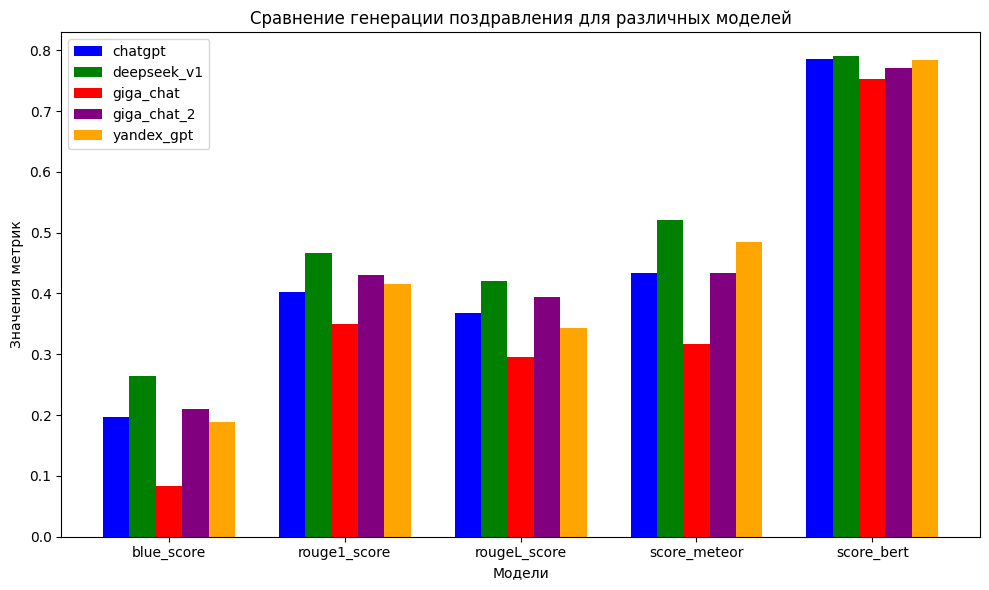 Сравнение генерации поздравления для различных моделей
chatgpt
deepseek_v1
giga_chat
giga_chat_2
yandex_gpt
Значения метрик
0.8
0.7
0.6
0.5
0.4
0.3
0.2
0.1
0.0
blue_score
rouge1_score
rougeL_score
score_meteor
score_bert
Модели